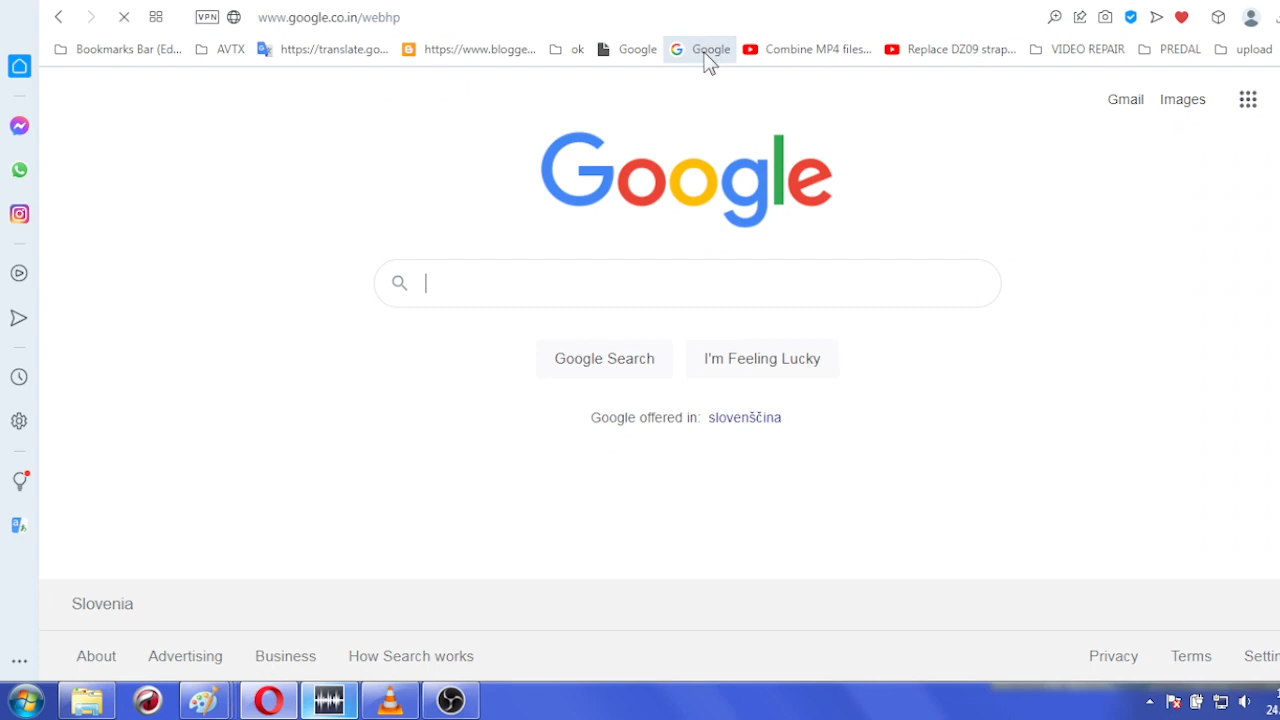 VPN www.google.co.in/webhp
Bookmarks Bar (Ed... AVTX https://translate.go... https://www.blogge... ok Google Google Combine MP4 files... Replace DZ09 strap... VIDEO REPAIR PREDAL upload
Gmail Images
Google
Google Search I'm Feeling Lucky
Google offered in: slovenščina
Slovenia
About Advertising Business How Search works Privacy Terms Settin
24